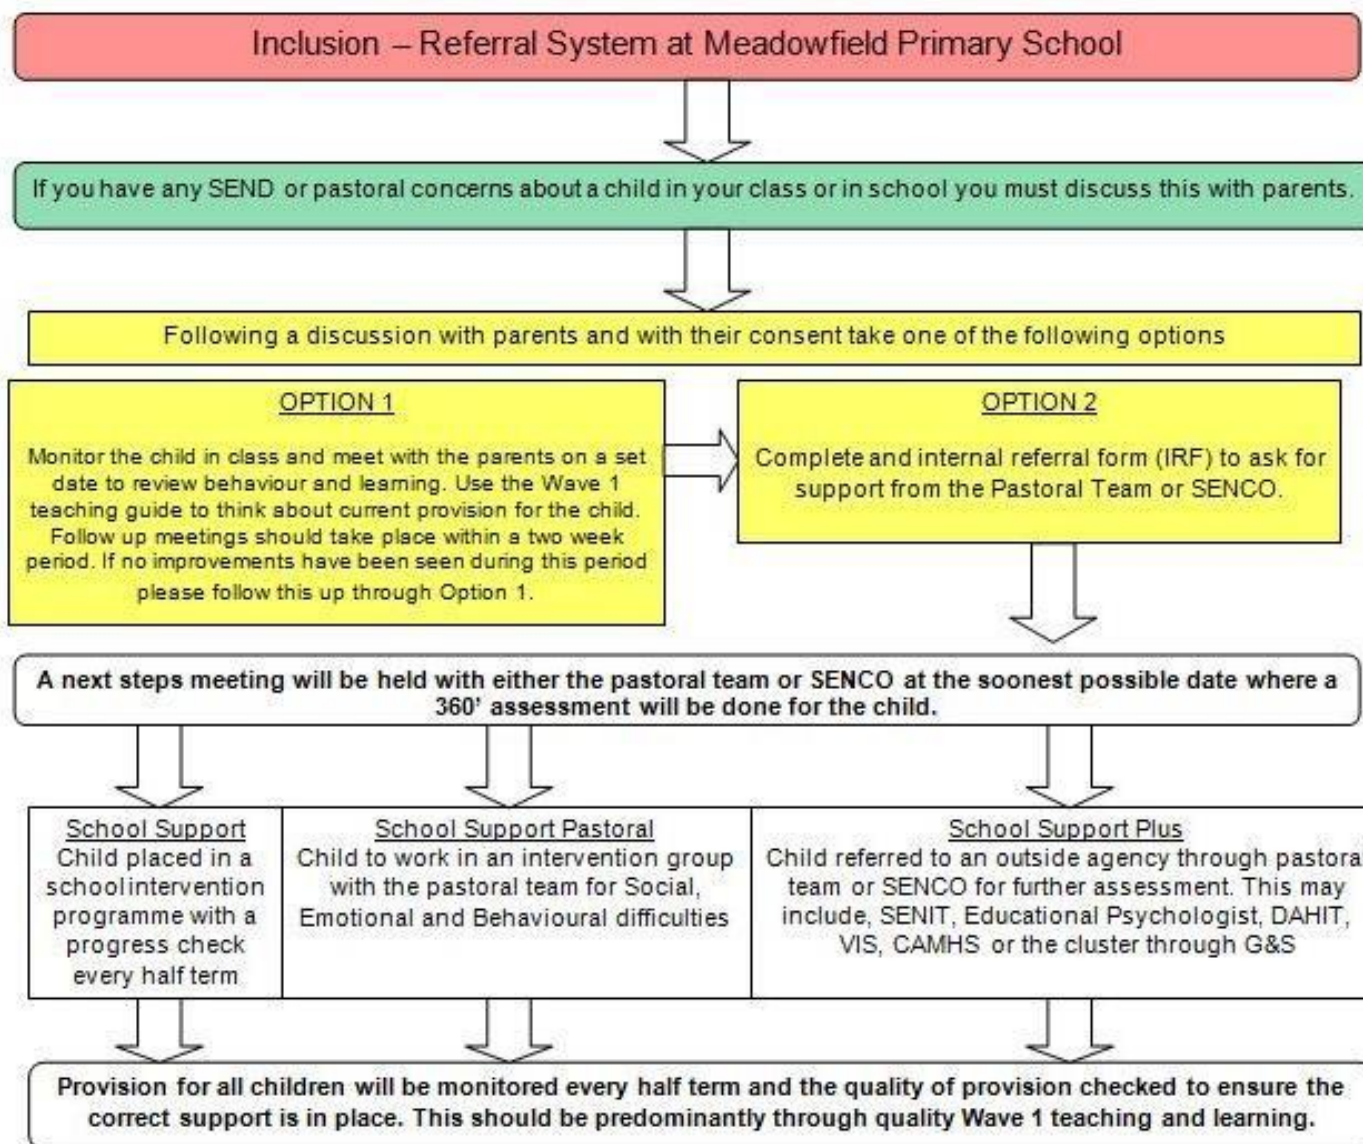 Inclusion – Referral System at Meadowfield Primary School
If you have any SEND or pastoral concerns about a child in your class or in school you must discuss this with parents.
Following a discussion with parents and with their consent take one of the following options
OPTION 1
Monitor the child in class and meet with the parents on a set
date to review behaviour and learning. Use the Wave 1
teaching guide to think about current provision for the child.
Follow up meetings should take place within a two week
period. If no improvements have been seen during this period
please follow this up through Option 1.
OPTION 2
Complete and internal referral form (IRF) to ask for
support from the Pastoral Team or SENCO.
A next steps meeting will be held with either the pastoral team or SENCO at the soonest possible date where a
360' assessment will be done for the child.
School Support
Child placed in a
school intervention
programme with a
progress check
every half term
School Support Pastoral
Child to work in an intervention group
with the pastoral team for Social,
Emotional and Behavioural difficulties
School Support Plus
Child referred to an outside agency through pastoral
team or SENCO for further assessment. This may
include, SENIT, Educational Psychologist, DAHIT,
VIS, CAMHS or the cluster through G&S
Provision for all children will be monitored every half term and the quality of provision checked to ensure the
correct support is in place. This should be predominantly through quality Wave 1 teaching and learning.